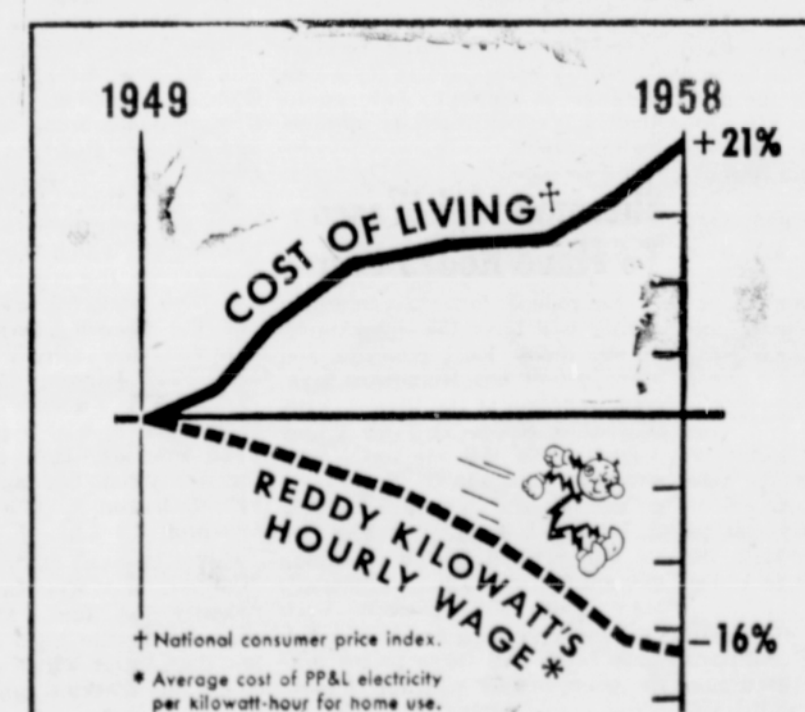 1949
1958
+21%
COST OF LIVING†
REDDY KILOWATT'S
HOURLY WAGE*
-16%
† National consumer price index.
* Average cost of PP&L electricity
per kilowatt-hour for home use.